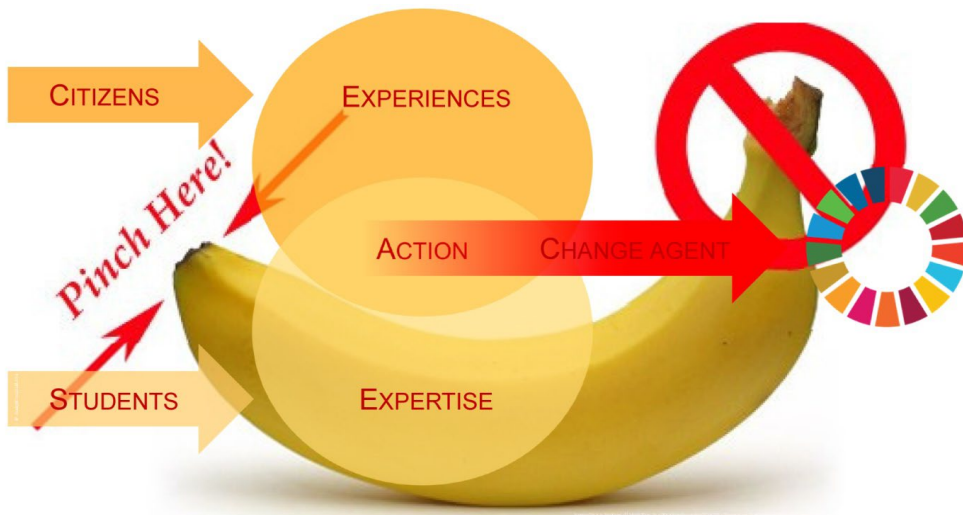 CITIZENS
EXPERIENCES
Pinch Here!
ACTION
CHANGE AGENT
STUDENTS
EXPERTISE